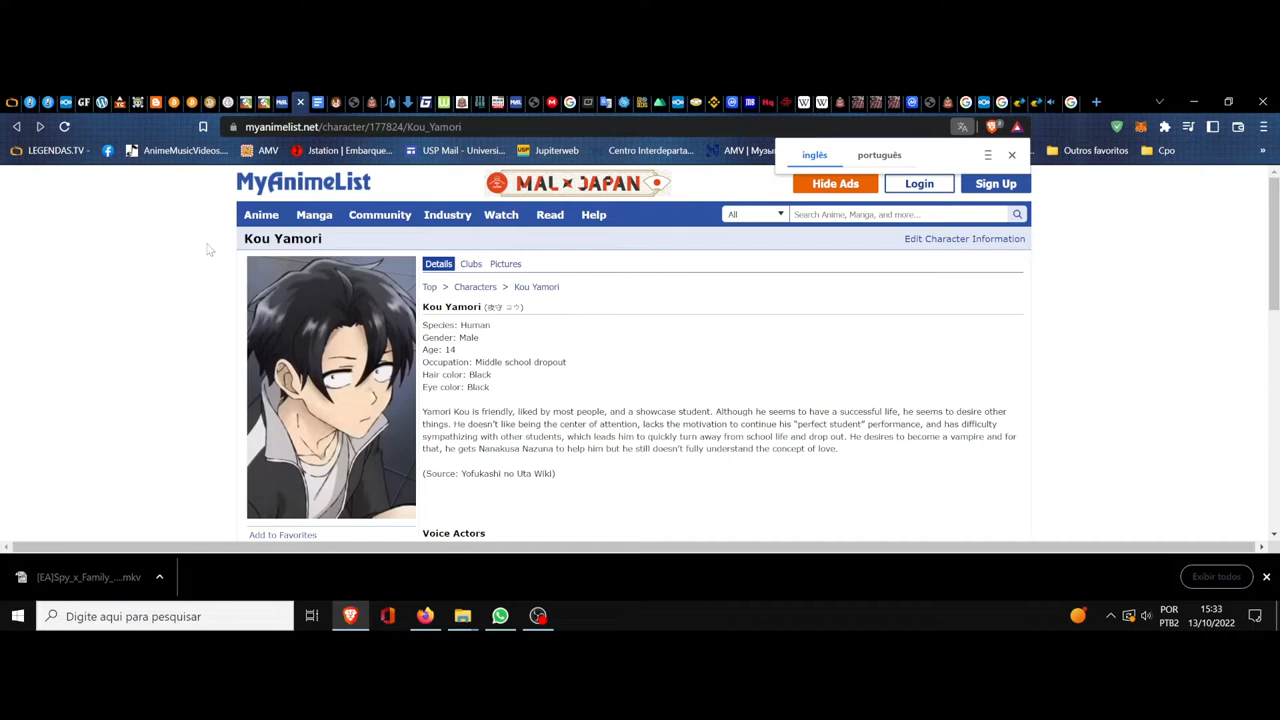 myanimelist.net/character/177824/Kou_Yamori
LEGENDAS.TV -
AnimeMusicVideos....
AMV
Jstation | Embarque...
USP Mail - Universi...
Jupiterweb
Centro Interdeparta...
AMV | Музы
Outros favoritos
Cpo
inglês
português
MyAnimeList
MAL×JAPAN
Hide Ads
Login
Sign Up
Anime
Manga
Community
Industry
Watch
Read
Help
All
Search Anime, Manga, and more...
Kou Yamori
Edit Character Information
Details
Clubs
Pictures
Top > Characters > Kou Yamori
Kou Yamori (夜守 コウ)
Species: Human
Gender: Male
Age: 14
Occupation: Middle school dropout
Hair color: Black
Eye color: Black
Yamori Kou is friendly, liked by most people, and a showcase student. Although he seems to have a successful life, he seems to desire other
things. He doesn't like being the center of attention, lacks the motivation to continue his "perfect student" performance, and has difficulty
sympathizing with other students, which leads him to quickly turn away from school life and drop out. He desires to become a vampire and for
that, he gets Nanakusa Nazuna to help him but he still doesn't fully understand the concept of love.
(Source: Yofukashi no Uta Wiki)
Add to Favorites
Voice Actors
[EA]Spy_x_Family_....mkv
Exibir todos
Digite aqui para pesquisar
POR
PTB2
15:33
13/10/2022